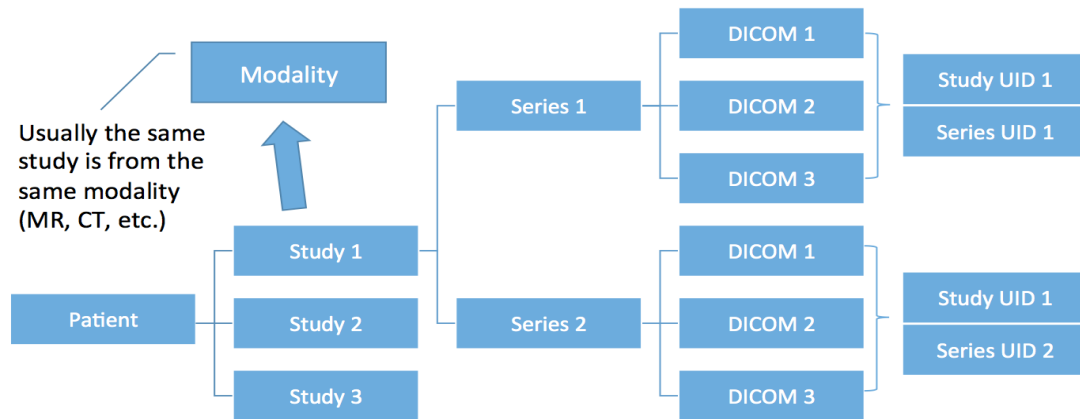 Modality
Usually the same
study is from the
same modality
(MR, CT, etc.)
Patient
Study 1
Study 2
Study 3
Series 1
Series 2
DICOM 1
DICOM 2
DICOM 3
DICOM 1
DICOM 2
DICOM 3
Study UID 1
Series UID 1
Study UID 1
Series UID 2